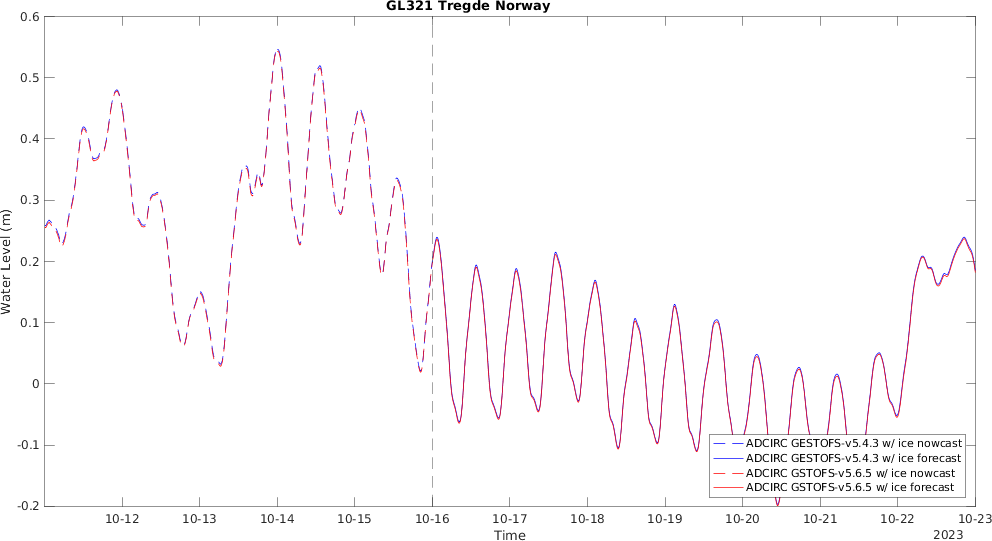 GL321 Tregde Norway
0.6
0.5
0.4
0.3
0.2
0.1
0
-0.1
-0.2
Water Level (m)
ADCIRC GESTOFS-v5.4.3 w/ ice nowcast
ADCIRC GESTOFS-v5.4.3 w/ ice forecast
ADCIRC GSTOFS-v5.6.5 w/ ice nowcast
ADCIRC GSTOFS-v5.6.5 w/ ice forecast
10-12 10-13 10-14 10-15 10-16 10-17 10-18 10-19 10-20 10-21 10-22 10-23
Time
2023